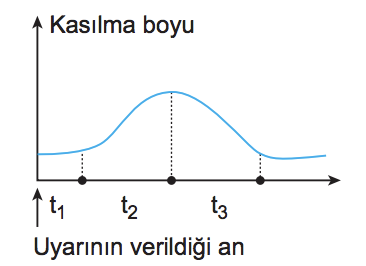 Kasılma boyu
t1 t2 t3
Uyarının verildiği an